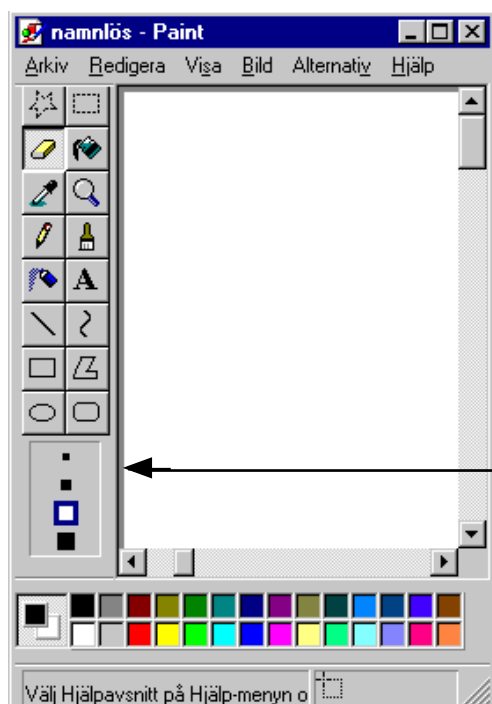 namnlös - Paint
Arkiv Redigera Visa Bild Alternativ Hjälp
A
Välj Hjälpavsnitt på Hjälp-menyn o